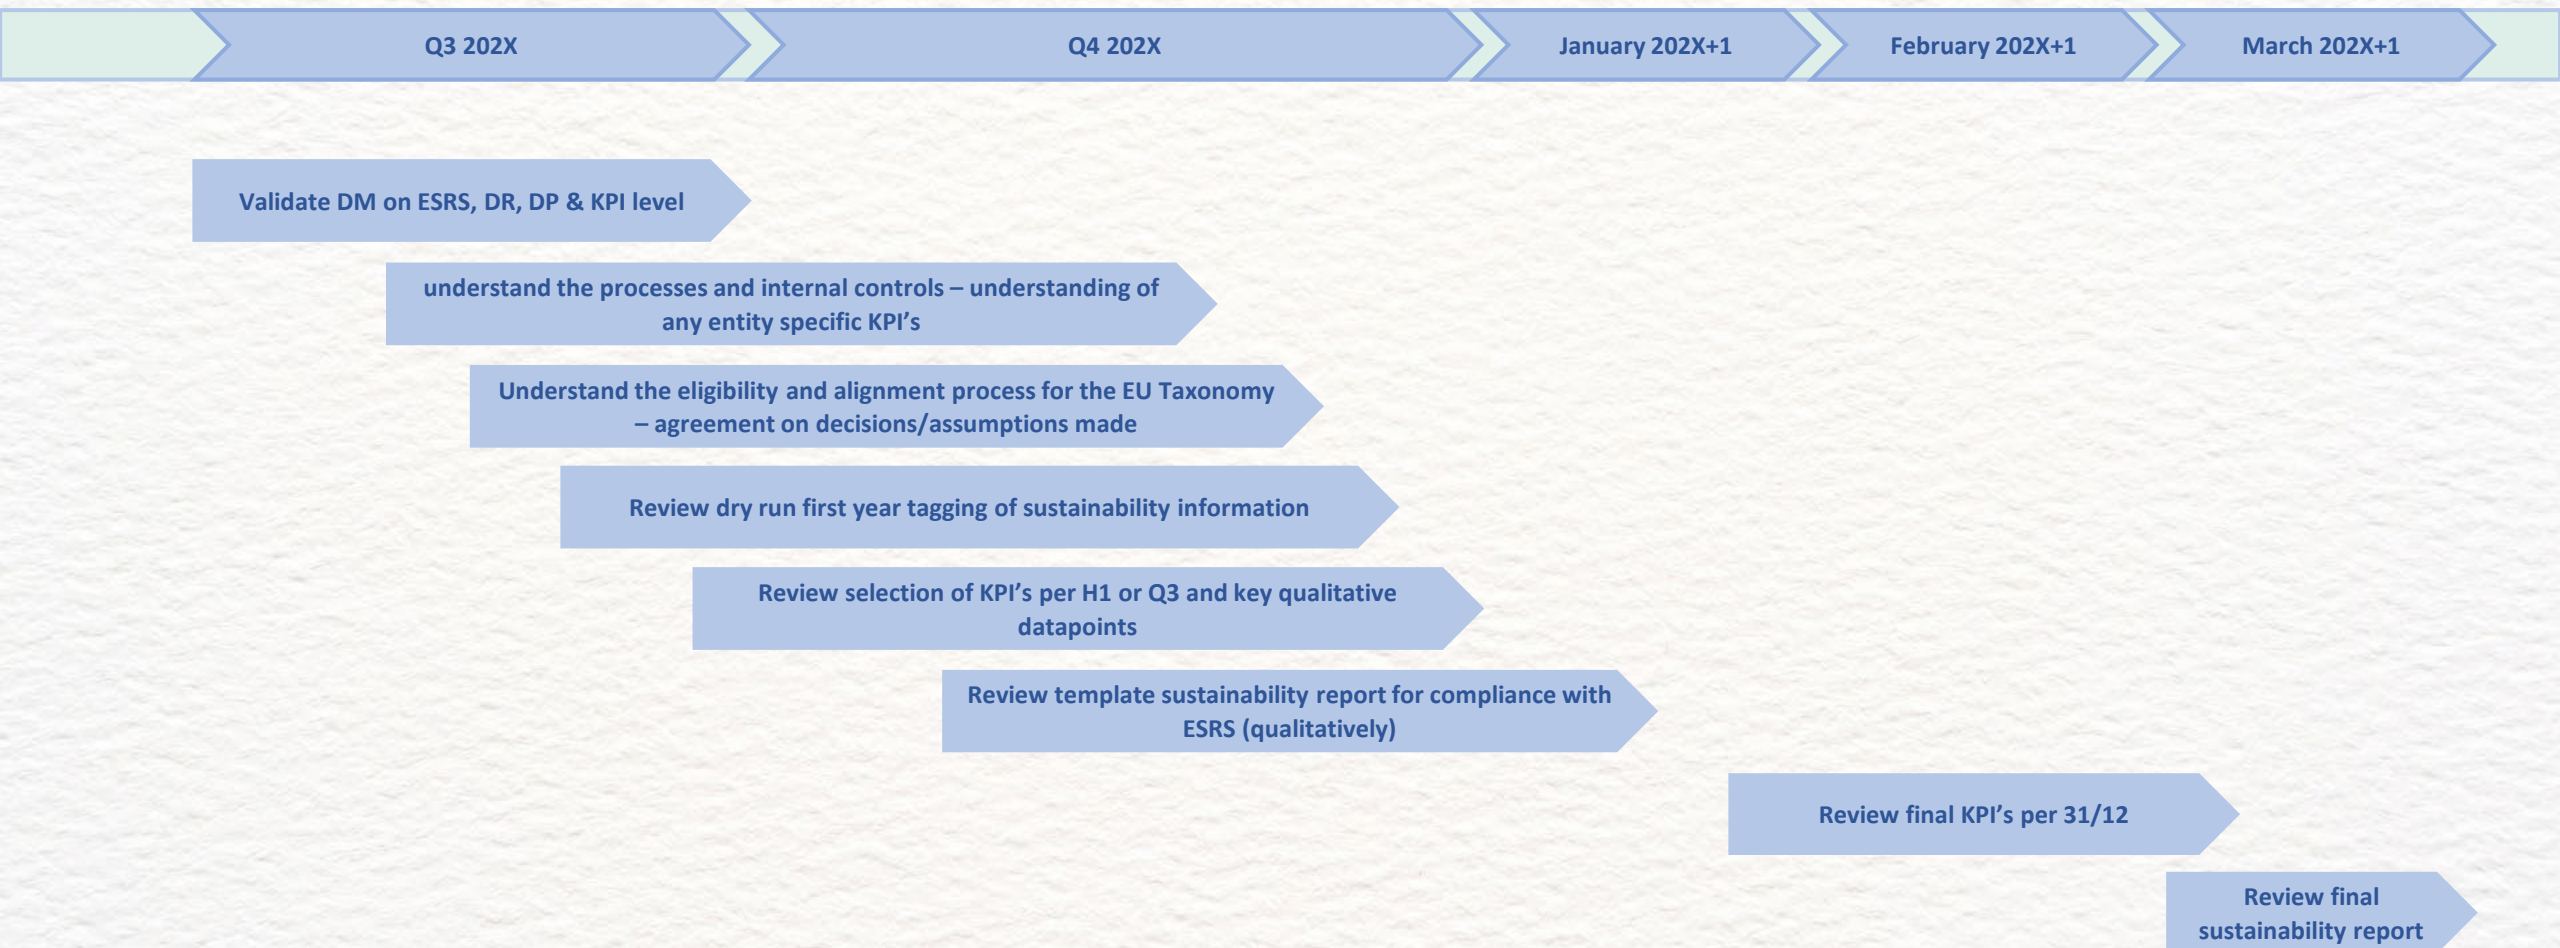 Q3 202X
Q4 202X
January 202X+1
February 202X+1
March 202X+1
Validate DM on ESRS, DR, DP & KPI level
understand the processes and internal controls – understanding of
any entity specific KPI’s
Understand the eligibility and alignment process for the EU Taxonomy
– agreement on decisions/assumptions made
Review dry run first year tagging of sustainability information
Review selection of KPI’s per H1 or Q3 and key qualitative
datapoints
Review template sustainability report for compliance with
ESRS (qualitatively)
Review final KPI’s per 31/12
Review final
sustainability report